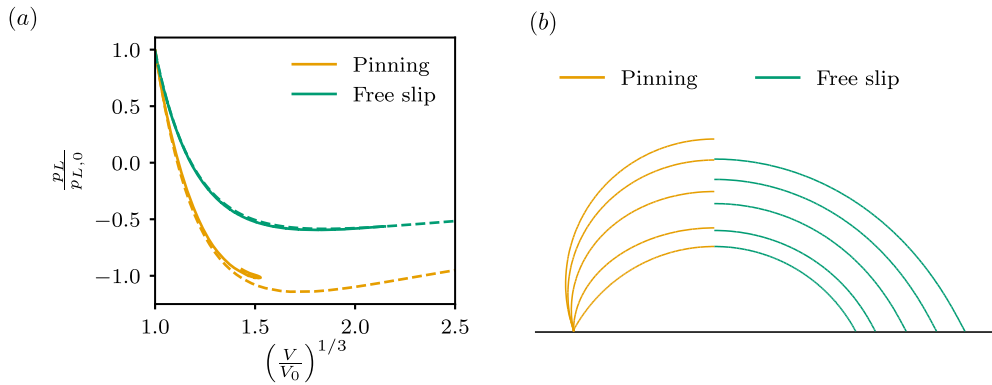 (a)
1.0
0.5
0.0
−0.5
−1.0
p_L / p_{L,0}
Pinning
Free slip
1.0 1.5 2.0 2.5
(V/V_0)^{1/3}
(b)
Pinning Free slip